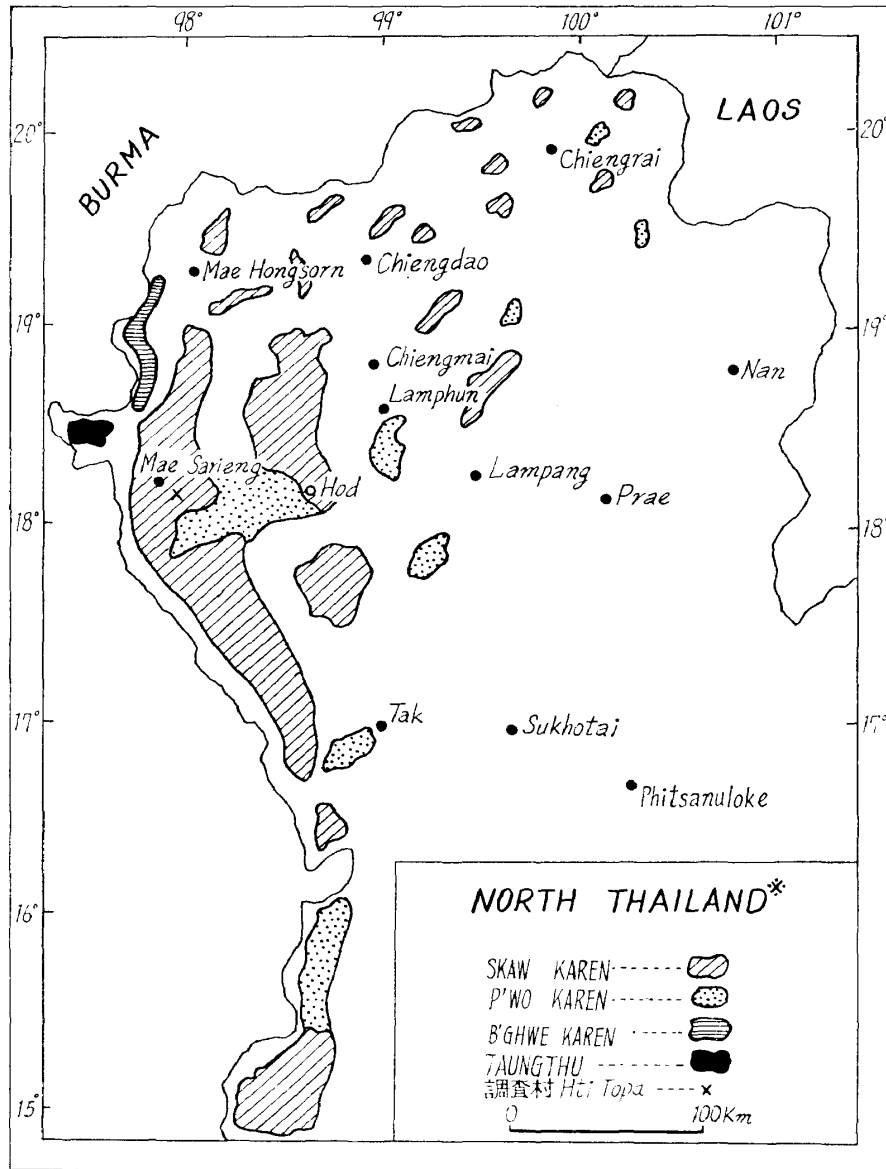 98° 99° 100° 101°
LAOS
20° 20°
BURMA
Chiengrai
Mae Hongsorn
Chiengdao
19° 19°
Chiengmai
Nan
Lamphun
Mae Sarieng
Hod
Lampang
Prae
18° 18°
17° 17°
Tak
Sukhotai
Phitsanuloke
16° 16°
NORTH THAILAND※
SKAW KAREN
P'WO KAREN
B'GHWE KAREN
TAUNGTHU
調査村 Hti Topa ×
15° 15°
0 100Km